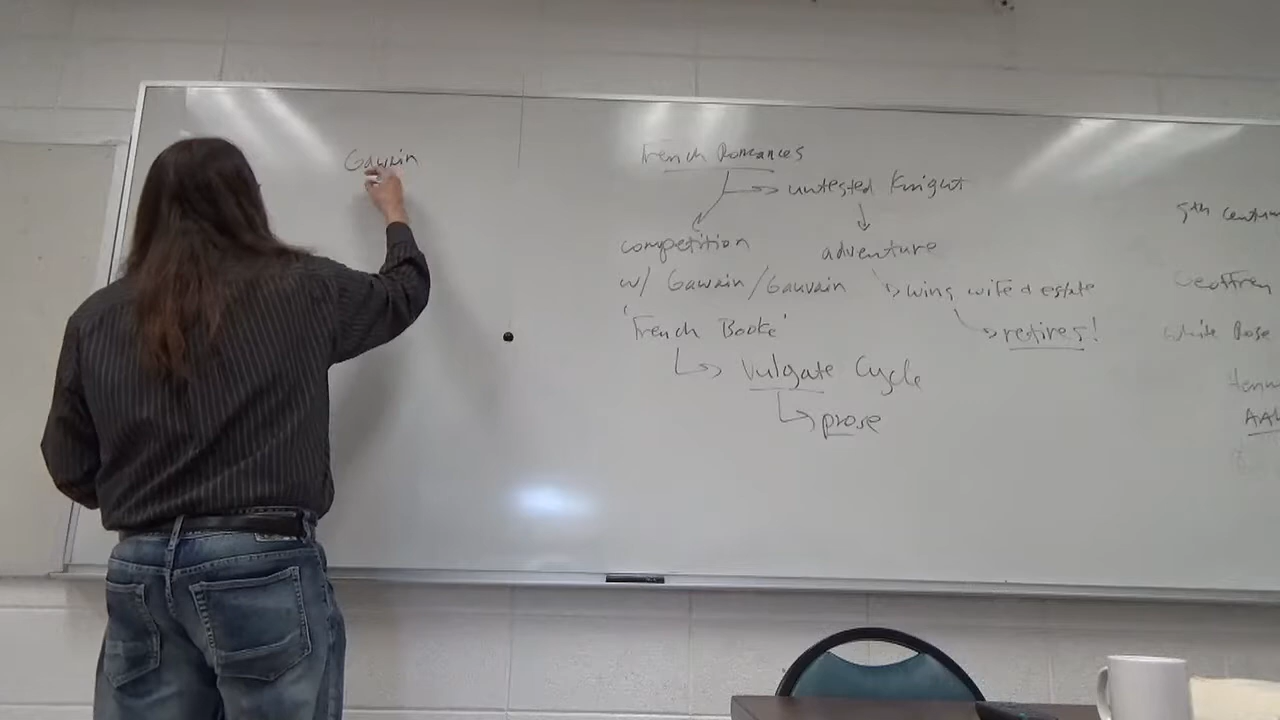 Gawain
French Romances
untested Knight
competition
adventure
w/ Gawain/Gauvain
wins wife & estate
'French Booke'
retires!
Vulgate Cycle
prose
5th centur
Geoffrey
White Rose